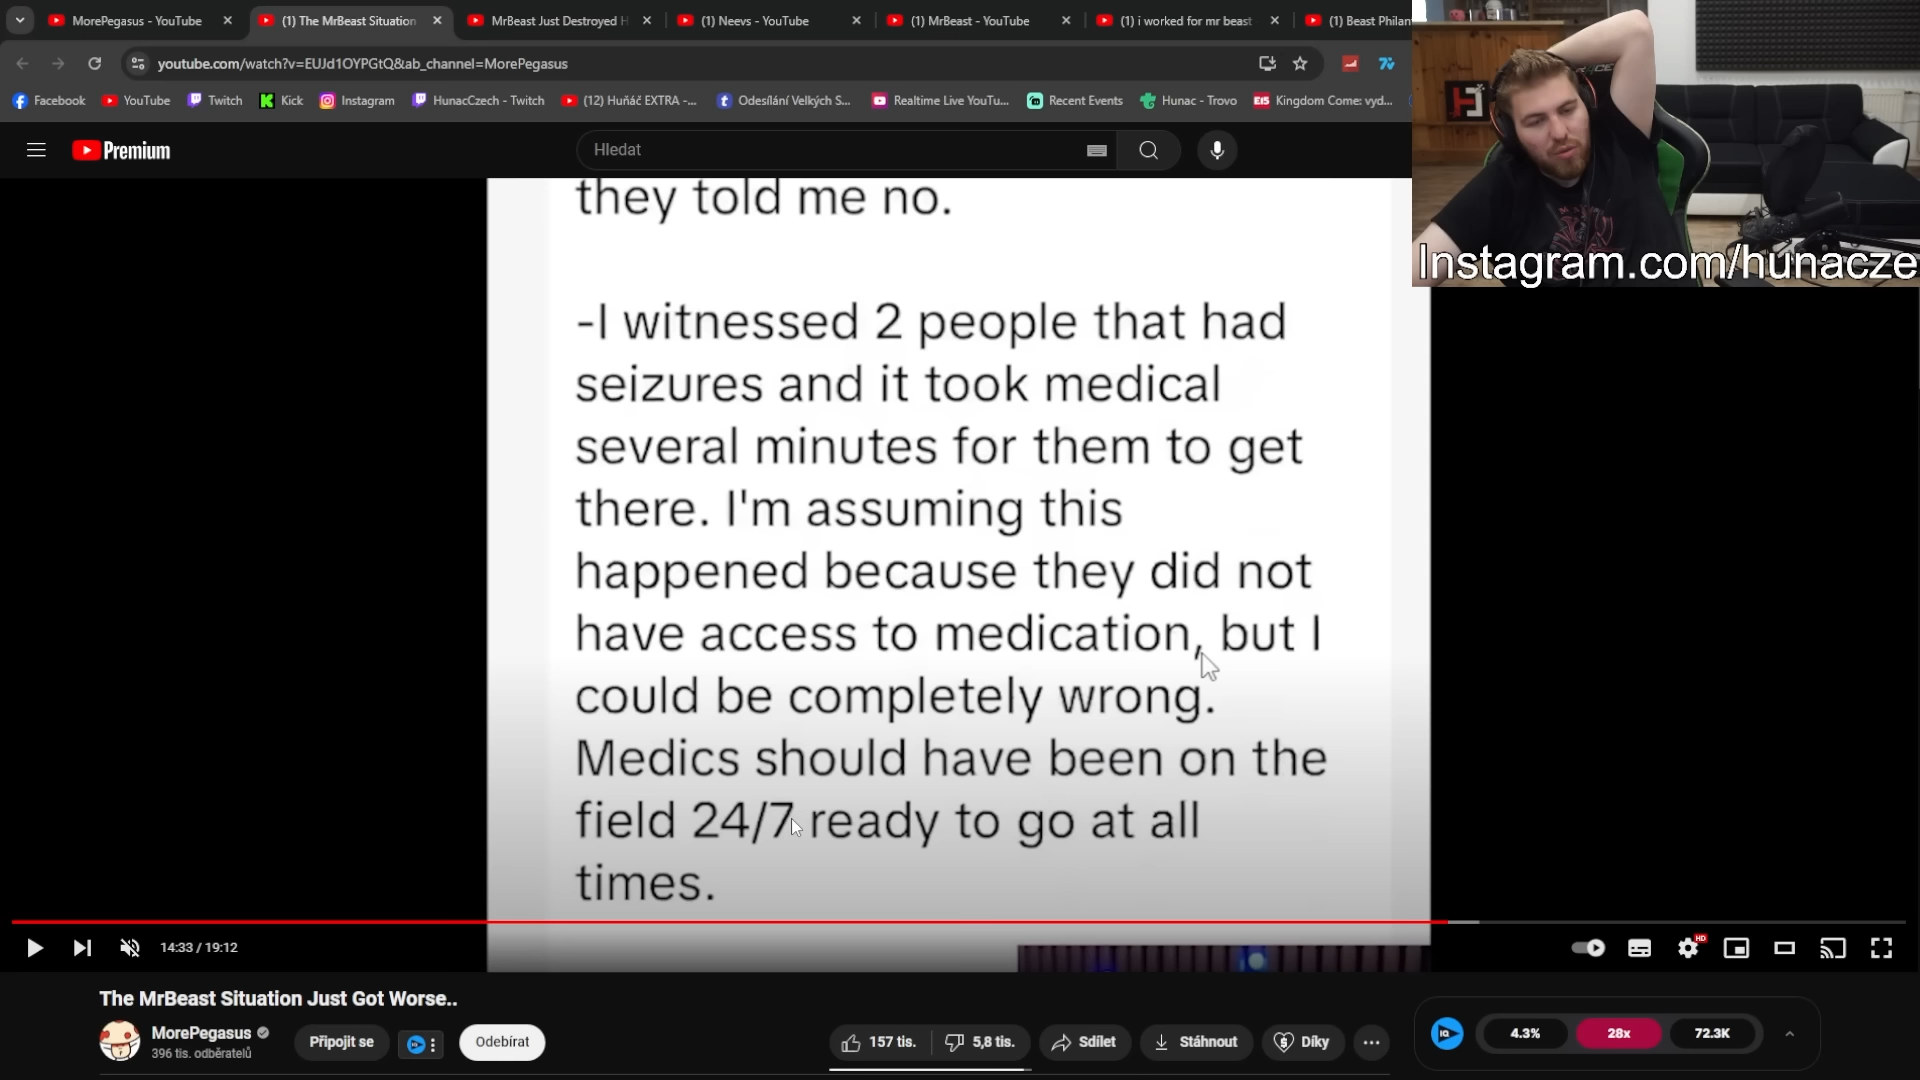 MorePegasus - YouTube
(1) The MrBeast Situation
MrBeast Just Destroyed H
(1) Neevs - YouTube
(1) MrBeast - YouTube
(1) i worked for mr beast
(1) Beast Philan
youtube.com/watch?v=EUJd1OYPGtQ&ab_channel=MorePegasus
Facebook
YouTube
Twitch
Kick
Instagram
HunacCzech - Twitch
(12) Huňáč EXTRA -...
Odesílání Velkých S...
Realtime Live YouTu...
Recent Events
Hunac - Trovo
Kingdom Come: vyd...
Premium
Hledat
Instagram.com/hunacze
they told me no.
-I witnessed 2 people that had
seizures and it took medical
several minutes for them to get
there. I'm assuming this
happened because they did not
have access to medication, but I
could be completely wrong.
Medics should have been on the
field 24/7 ready to go at all
times.
14:33 / 19:12
HD
The MrBeast Situation Just Got Worse..
MorePegasus
396 tis. odběratelů
Připojit se
Odebírat
157 tis.
5,8 tis.
Sdílet
Stáhnout
Díky
4.3%
28x
72.3K